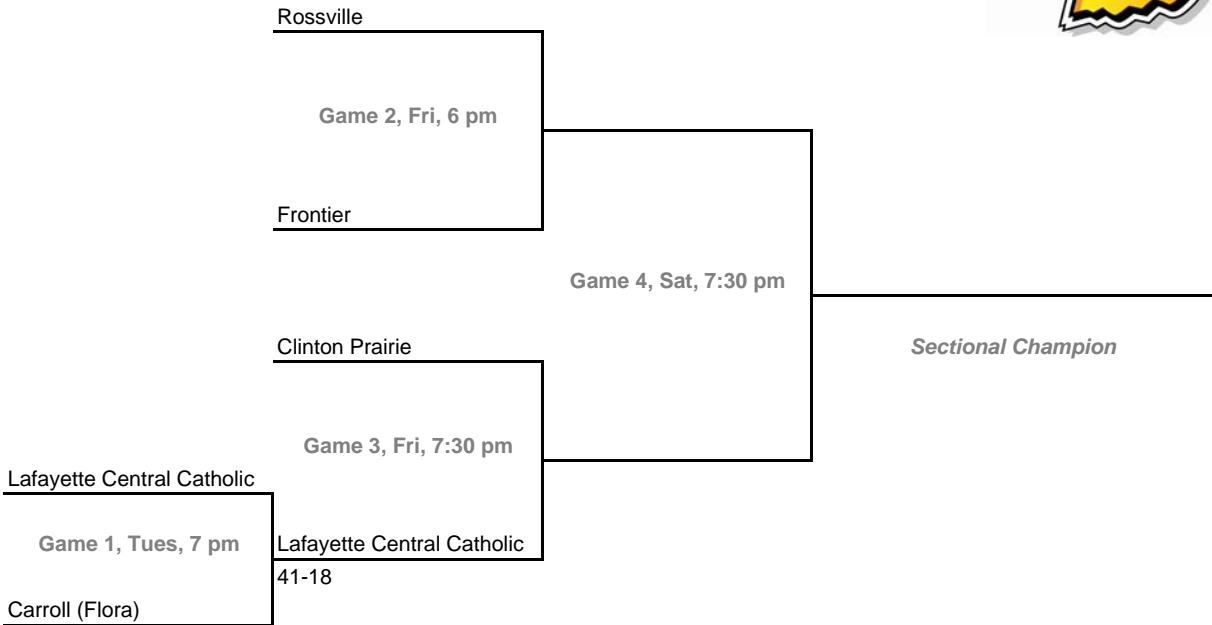 Rossville
Game 2, Fri, 6 pm
Frontier
Game 4, Sat, 7:30 pm
Clinton Prairie
Sectional Champion
Game 3, Fri, 7:30 pm
Lafayette Central Catholic
Game 1, Tues, 7 pm
Lafayette Central Catholic
41-18
Carroll (Flora)